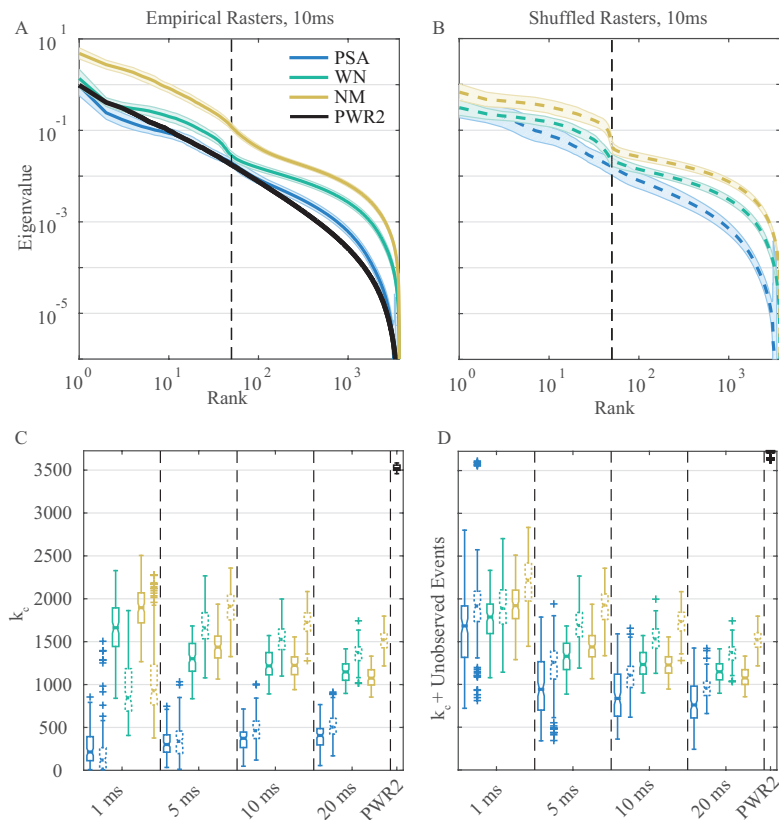 Empirical Rasters, 10ms
Shuffled Rasters, 10ms
A
B
PSA
WN
NM
PWR2
Eigenvalue
10^1
10^-1
10^-3
10^-5
10^0
10^1
10^2
10^3
Rank
10^0
10^1
10^2
10^3
Rank
C
D
k_c
3500
3000
2500
2000
1500
1000
500
0
1 ms
5 ms
10 ms
20 ms
PWR2
k_c + Unobserved Events
1 ms
5 ms
10 ms
20 ms
PWR2